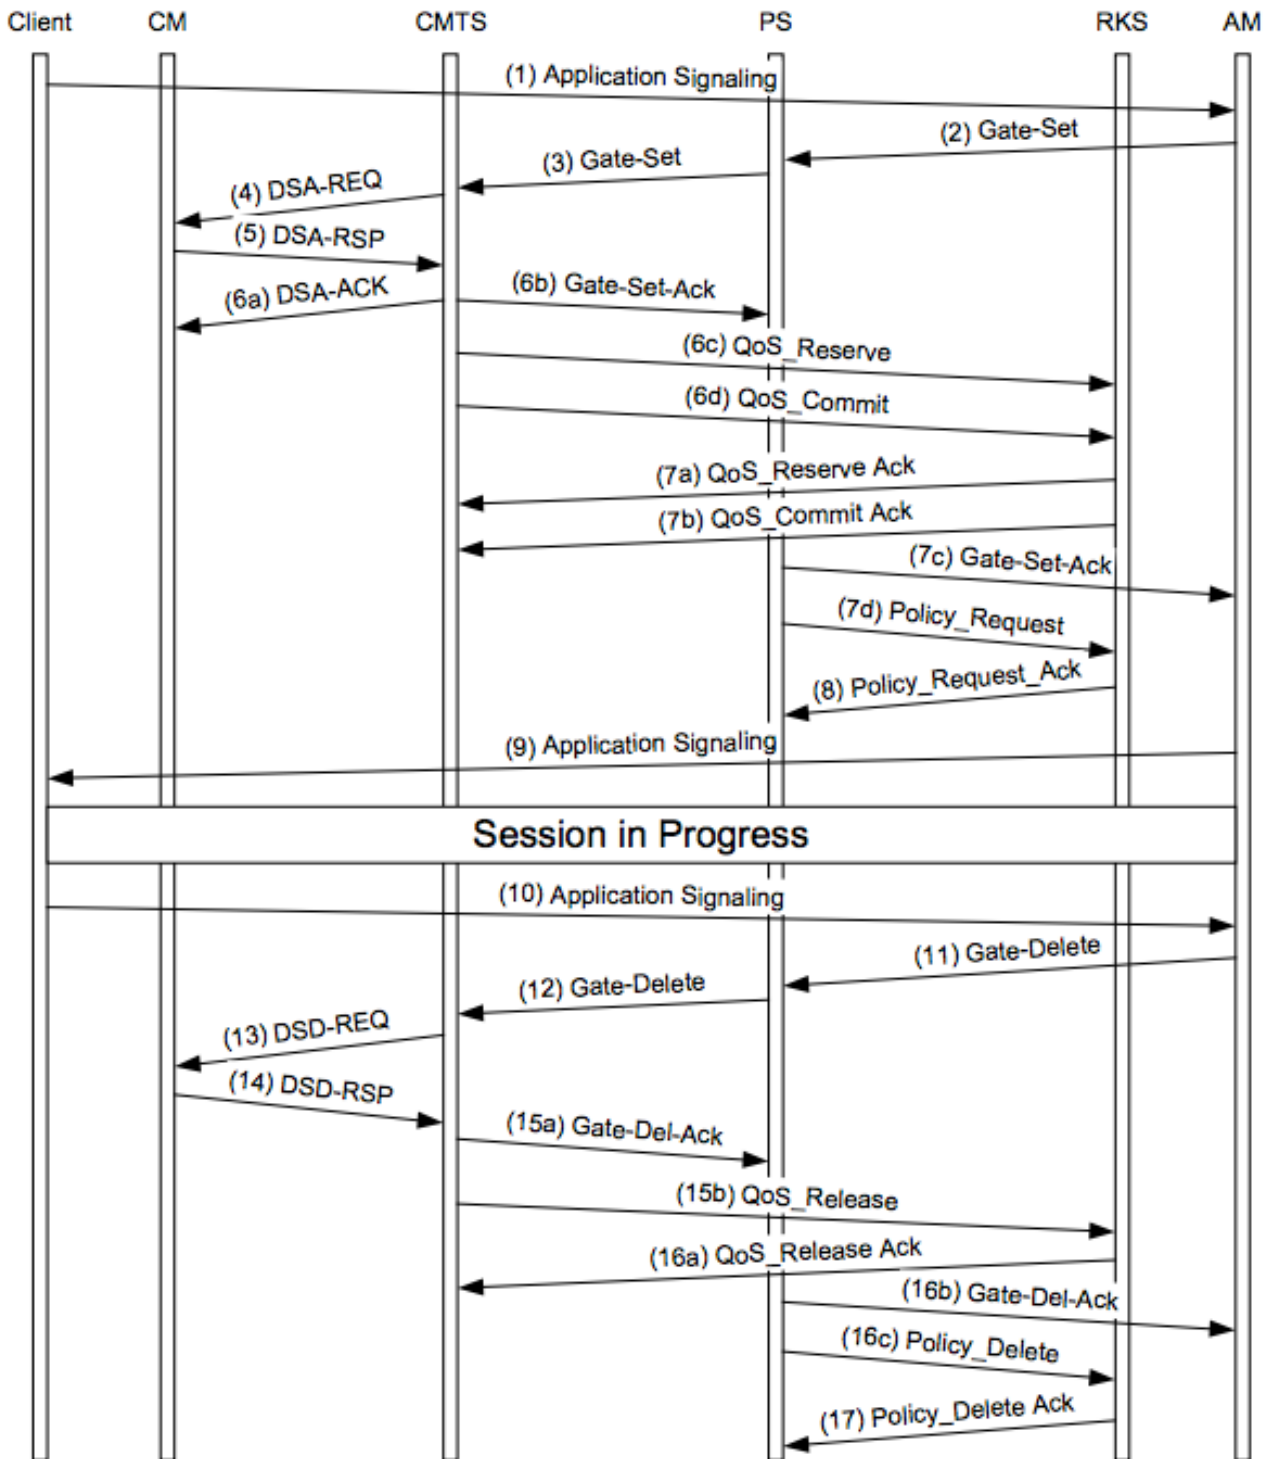 Client CM CMTS PS RKS AM
(1) Application Signaling
(2) Gate-Set
(3) Gate-Set
(4) DSA-REQ
(5) DSA-RSP
(6a) DSA-ACK
(6b) Gate-Set-Ack
(6c) QoS_Reserve
(6d) QoS_Commit
(7a) QoS_Reserve Ack
(7b) QoS_Commit Ack
(7c) Gate-Set-Ack
(7d) Policy_Request
(8) Policy_Request_Ack
(9) Application Signaling
Session in Progress
(10) Application Signaling
(11) Gate-Delete
(12) Gate-Delete
(13) DSD-REQ
(14) DSD-RSP
(15a) Gate-Del-Ack
(15b) QoS_Release
(16a) QoS_Release Ack
(16b) Gate-Del-Ack
(16c) Policy_Delete
(17) Policy_Delete Ack